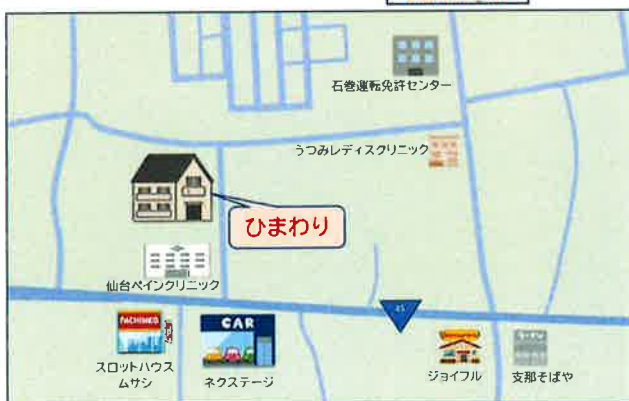 石巻運転免許センター
うつみレディスクリニック
ひまわり
仙台ペインクリニック
45
PACHINKO
CAR
スロットハウス
ムサシ
ネクステージ
ジョイフル
支那そばや